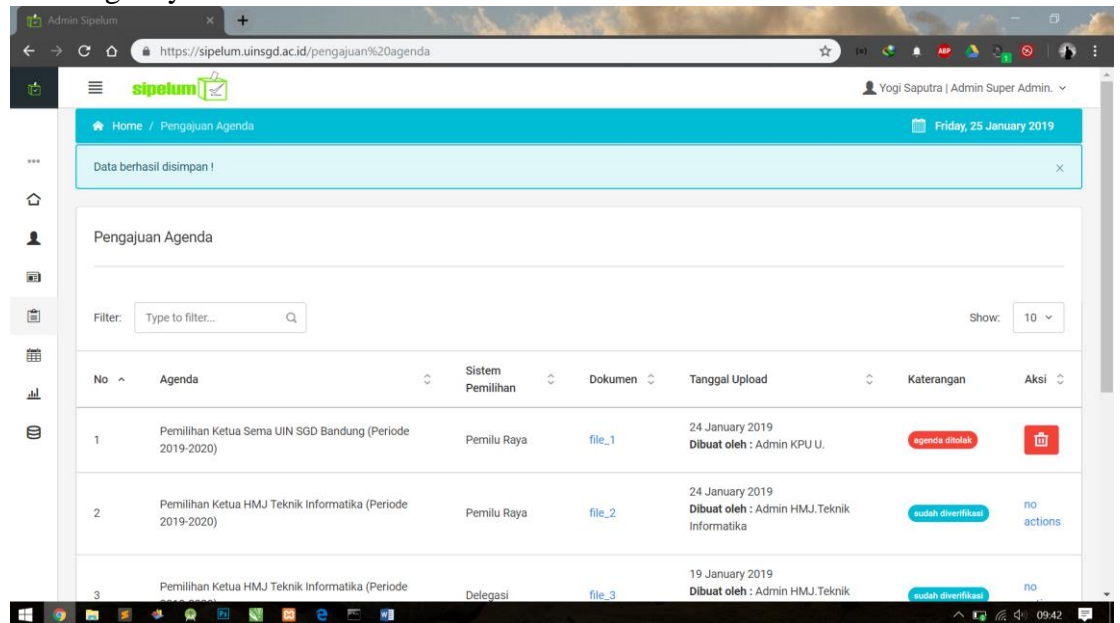 Admin Sipelum
https://sipelum.uinsgd.ac.id/pengajuan%20agenda
ABP
1
sipelum
Yogi Saputra | Admin Super Admin.
Home / Pengajuan Agenda
Friday, 25 January 2019
Data berhasil disimpan !
Pengajuan Agenda
Filter:
Type to filter...
Show:
10
No
Agenda
Sistem
Pemilihan
Dokumen
Tanggal Upload
Katerangan
Aksi
1
Pemilihan Ketua Sema UIN SGD Bandung (Periode
2019-2020)
Pemilu Raya
file_1
24 January 2019
Dibuat oleh : Admin KPU U.
agenda ditolak
2
Pemilihan Ketua HMJ Teknik Informatika (Periode
2019-2020)
Pemilu Raya
file_2
24 January 2019
Dibuat oleh : Admin HMJ.Teknik
Informatika
sudah diverifikasi
no
actions
3
Pemilihan Ketua HMJ Teknik Informatika (Periode
Delegasi
file_3
19 January 2019
Dibuat oleh : Admin HMJ.Teknik
sudah diverifikasi
no
09:42